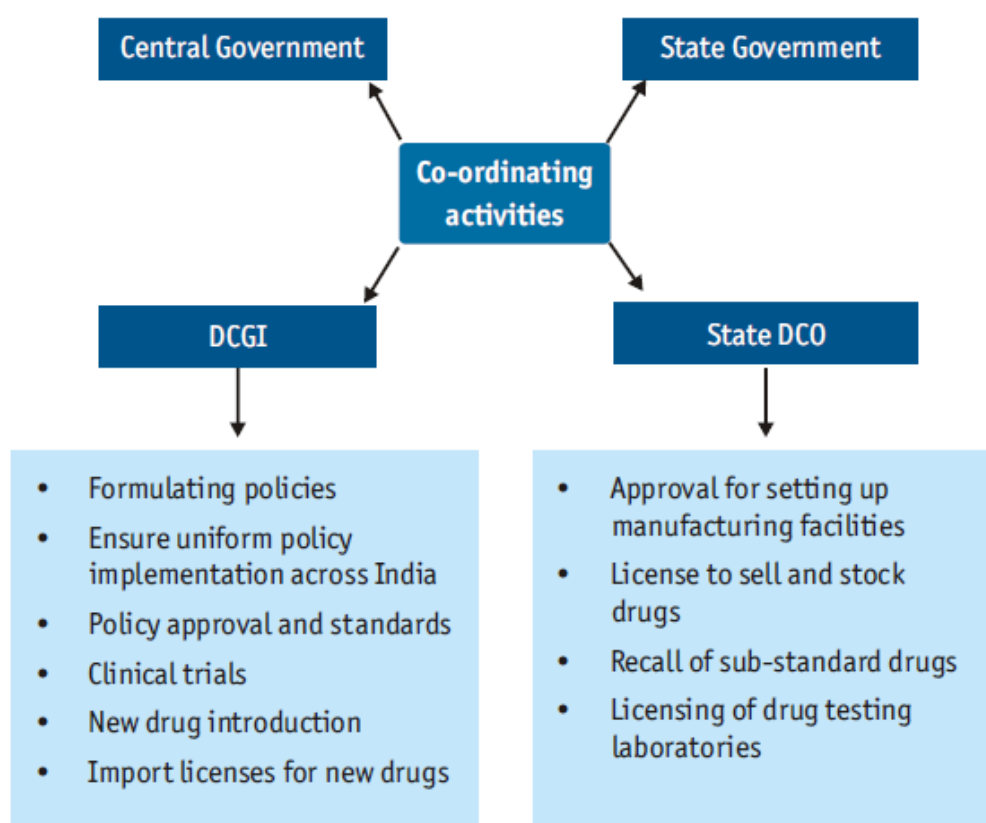 Central Government
State Government
Co-ordinating
activities
DCGI
State DCO
• Formulating policies
• Ensure uniform policy
implementation across India
• Policy approval and standards
• Clinical trials
• New drug introduction
• Import licenses for new drugs
• Approval for setting up
manufacturing facilities
• License to sell and stock
drugs
• Recall of sub-standard drugs
• Licensing of drug testing
laboratories